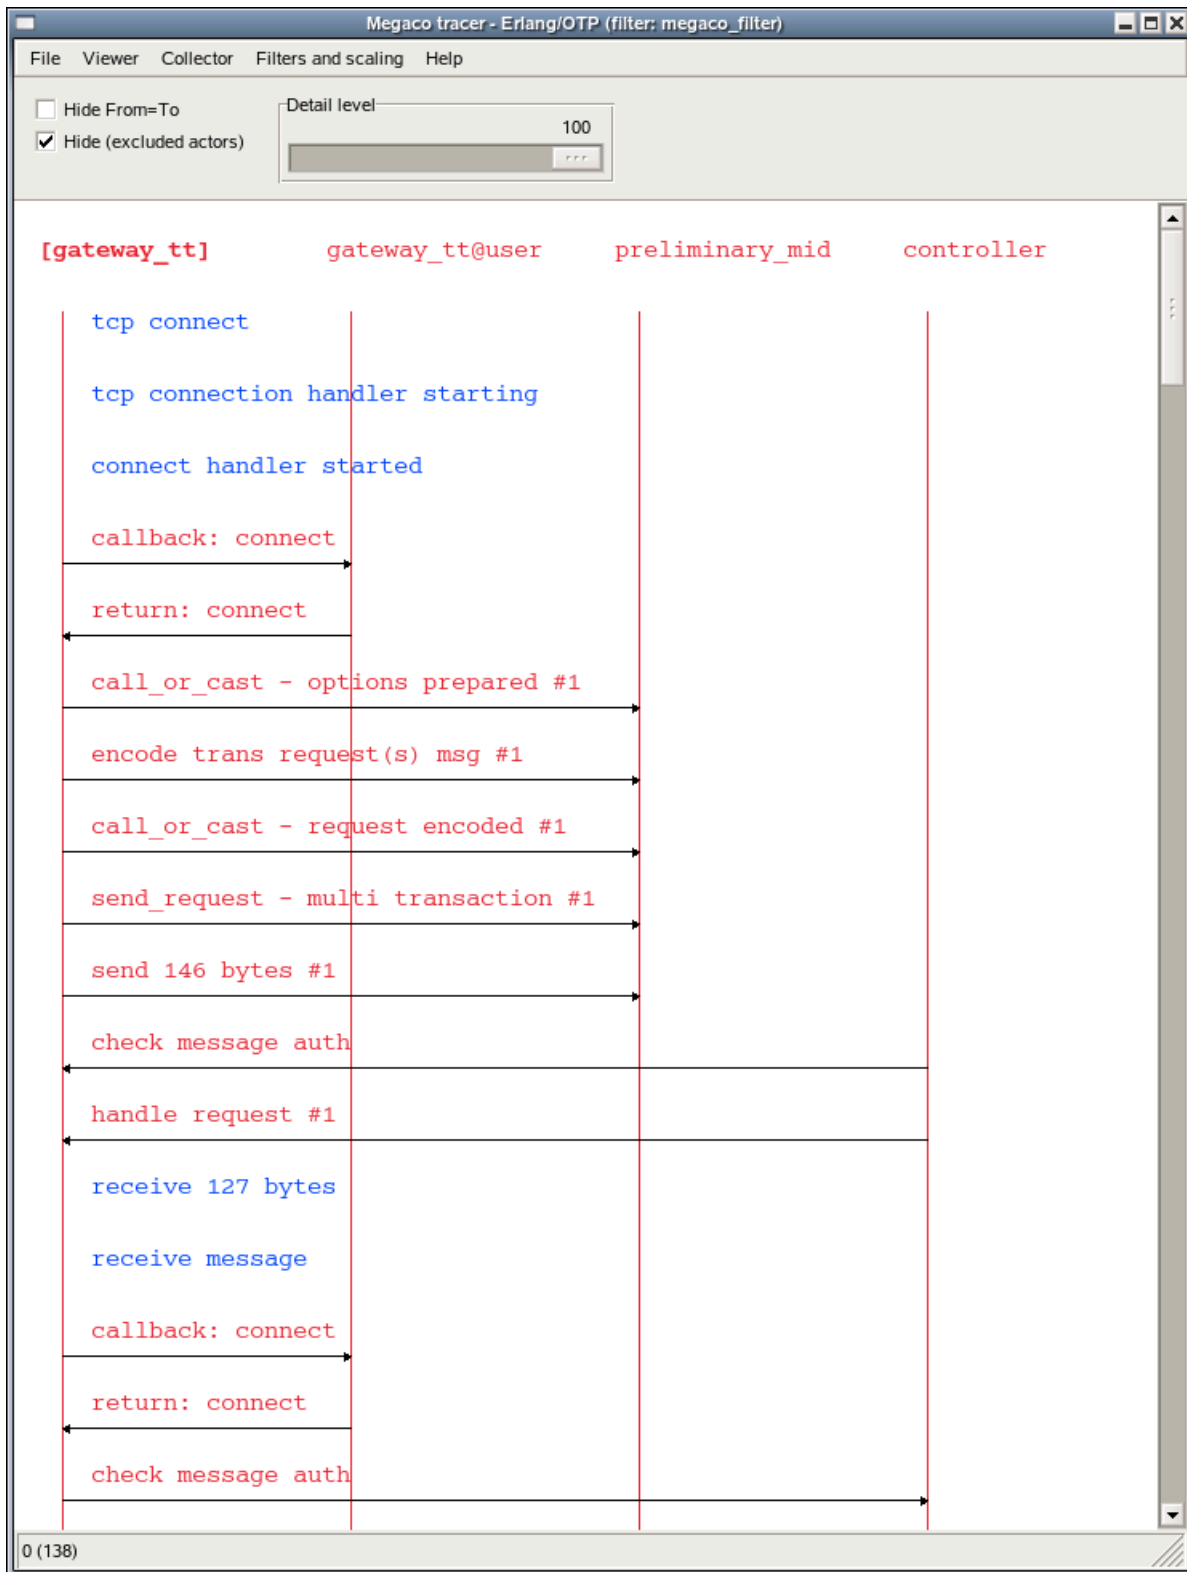 Megaco tracer - Erlang/OTP (filter: megaco_filter)
File Viewer Collector Filters and scaling Help
Hide From=To
Detail level
100
Hide (excluded actors)
[gateway_tt] gateway_tt@user preliminary_mid controller
tcp connect
tcp connection handler starting
connect handler started
callback: connect
return: connect
call_or_cast - options prepared #1
encode trans request(s) msg #1
call_or_cast - request encoded #1
send_request - multi transaction #1
send 146 bytes #1
check message auth
handle request #1
receive 127 bytes
receive message
callback: connect
return: connect
check message auth
0 (138)